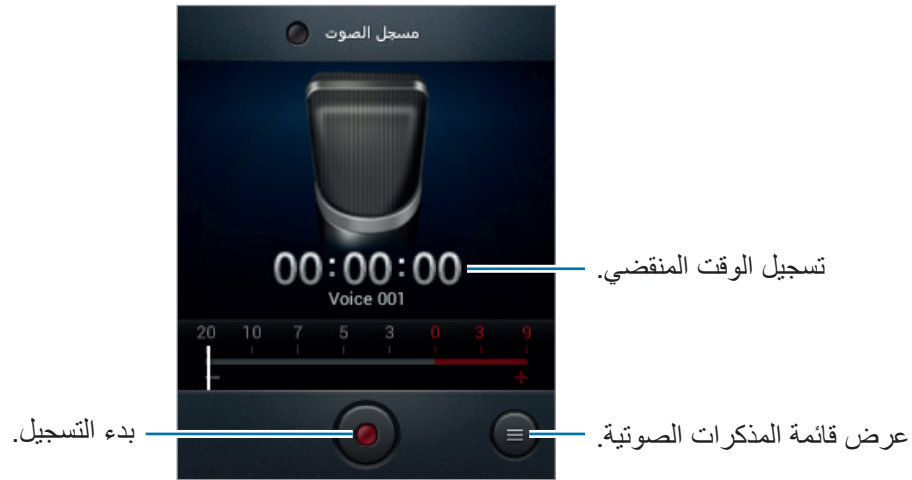 مسجل الصوت
00:00:00
تسجيل الوقت المنقضي.
Voice 001
20 10 7 5 3 0 3 9
− +
بدء التسجيل.
عرض قائمة المذكرات الصوتية.